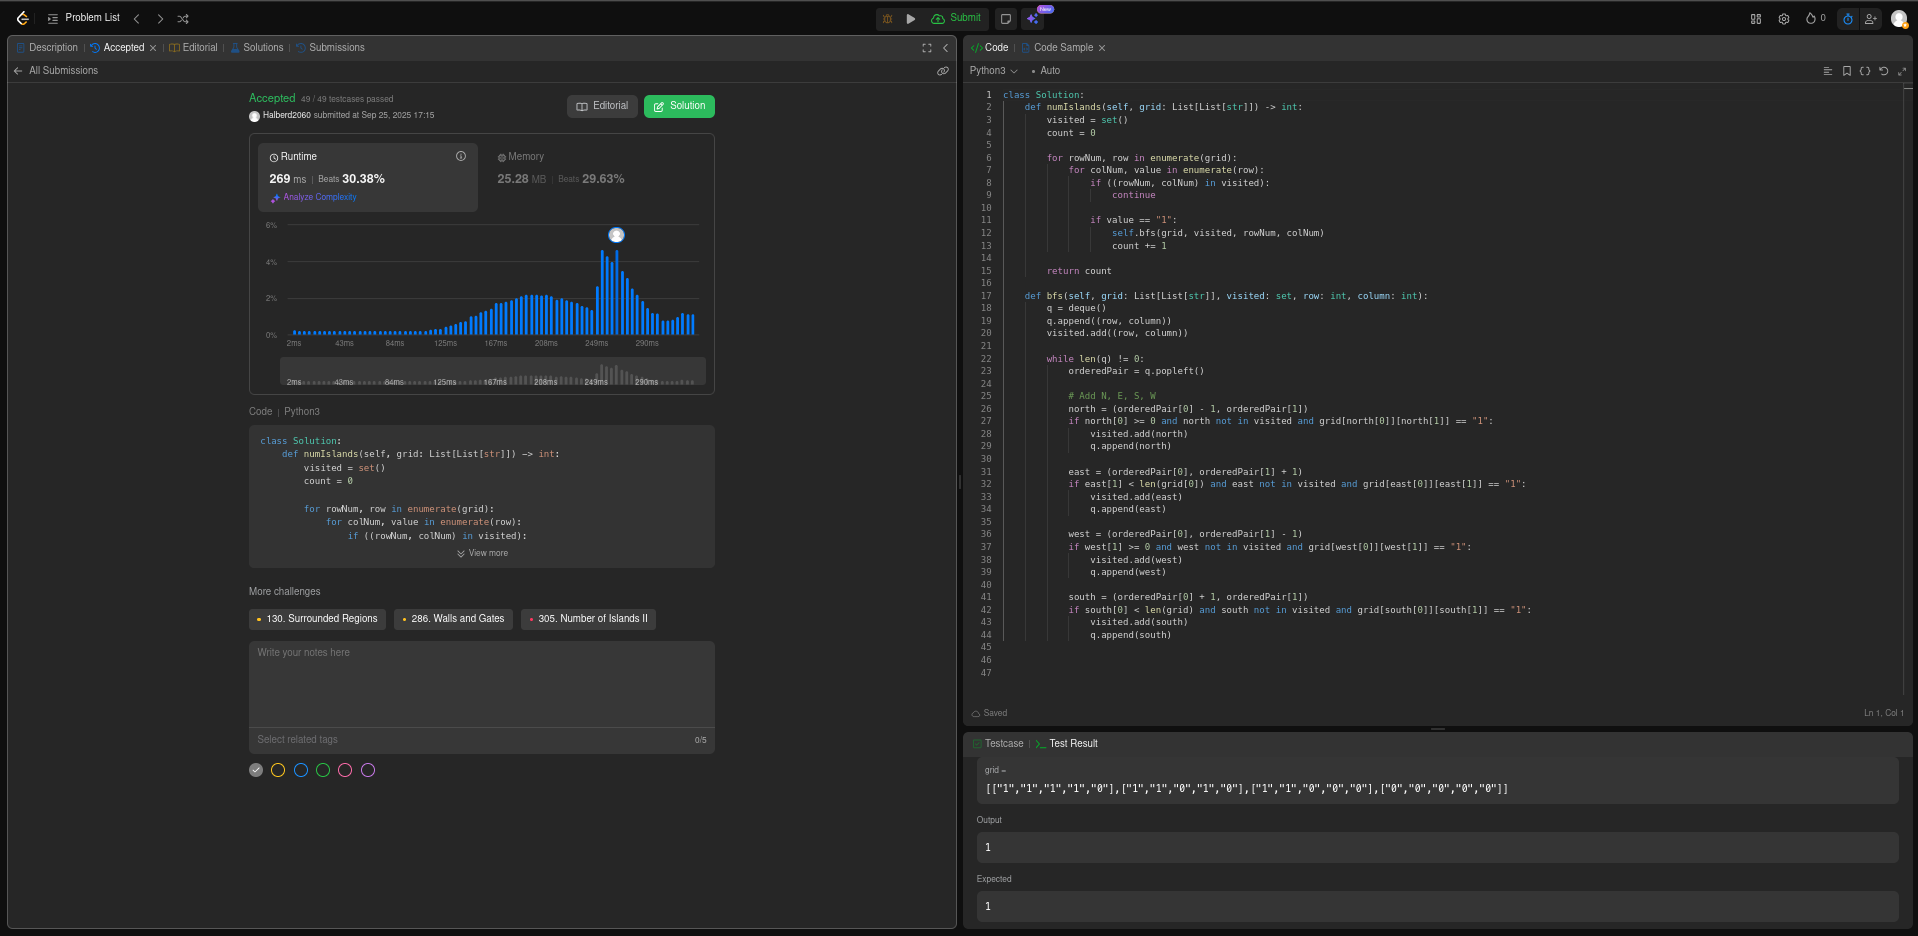 Problem List
Submit
New
0
Description | Accepted | Editorial | Solutions | Submissions
All Submissions
Accepted 49 / 49 testcases passed
Halberd2060 submitted at Sep 25, 2025 17:15
Editorial
Solution
Runtime
269 ms | Beats 30.38%
Analyze Complexity
Memory
25.28 MB | Beats 29.63%
6%
4%
2%
0%
2ms 43ms 84ms 125ms 167ms 208ms 249ms 290ms
2ms 43ms 84ms 125ms 167ms 208ms 249ms 290ms
Code | Python3
class Solution:
    def numIslands(self, grid: List[List[str]]) -> int:
        visited = set()
        count = 0
        for rowNum, row in enumerate(grid):
            for colNum, value in enumerate(row):
                if ((rowNum, colNum) in visited):
View more
More challenges
130. Surrounded Regions
286. Walls and Gates
305. Number of Islands II
Write your notes here
Select related tags
0/5
Code | Code Sample
Python3
Auto
1 class Solution:
2     def numIslands(self, grid: List[List[str]]) -> int:
3         visited = set()
4         count = 0
5
6         for rowNum, row in enumerate(grid):
7             for colNum, value in enumerate(row):
8                 if ((rowNum, colNum) in visited):
9                     continue
10
11                 if value == "1":
12                     self.bfs(grid, visited, rowNum, colNum)
13                     count += 1
14
15         return count
16
17     def bfs(self, grid: List[List[str]], visited: set, row: int, column: int):
18         q = deque()
19         q.append((row, column))
20         visited.add((row, column))
21
22         while len(q) != 0:
23             orderedPair = q.popleft()
24
25             # Add N, E, S, W
26             north = (orderedPair[0] - 1, orderedPair[1])
27             if north[0] >= 0 and north not in visited and grid[north[0]][north[1]] == "1":
28                 visited.add(north)
29                 q.append(north)
30
31             east = (orderedPair[0], orderedPair[1] + 1)
32             if east[1] < len(grid[0]) and east not in visited and grid[east[0]][east[1]] == "1":
33                 visited.add(east)
34                 q.append(east)
35
36             west = (orderedPair[0], orderedPair[1] - 1)
37             if west[1] >= 0 and west not in visited and grid[west[0]][west[1]] == "1":
38                 visited.add(west)
39                 q.append(west)
40
41             south = (orderedPair[0] + 1, orderedPair[1])
42             if south[0] < len(grid) and south not in visited and grid[south[0]][south[1]] == "1":
43                 visited.add(south)
44                 q.append(south)
45
46
47
Saved
Ln 1, Col 1
Testcase | Test Result
grid =
[["1","1","1","1","0"],["1","1","0","1","0"],["1","1","0","0","0"],["0","0","0","0","0"]]
Output
1
Expected
1